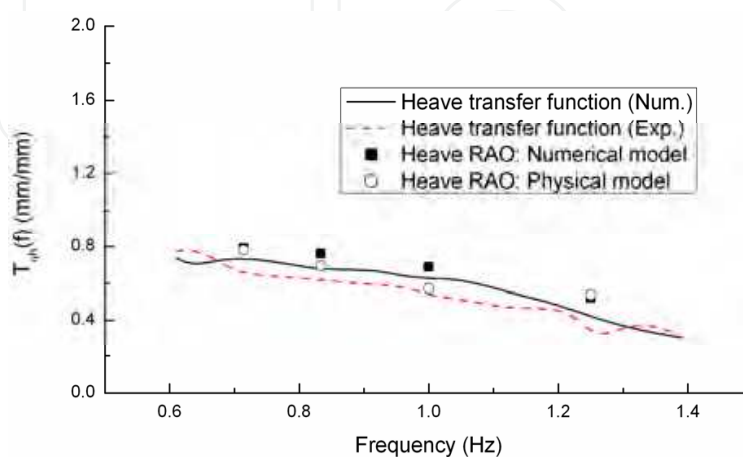 2.0
1.6
1.2
0.8
0.4
0.0
(f) (mm/mm)
Heave transfer function (Num.)
Heave transfer function (Exp.)
Heave RAO: Numerical model
Heave RAO: Physical model
0.6 0.8 1.0 1.2 1.4
Frequency (Hz)